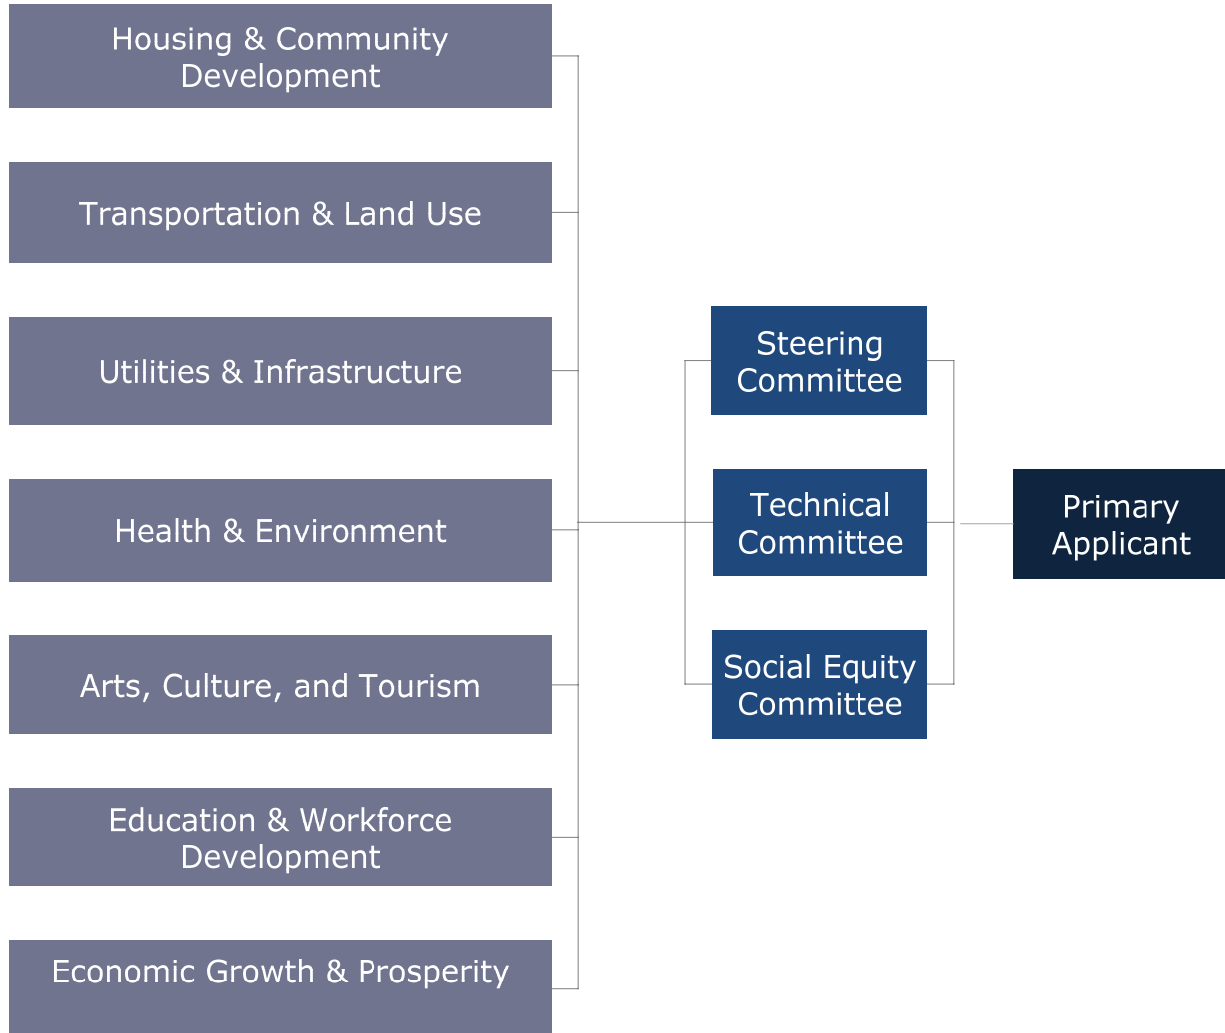 Housing & Community
Development
Transportation & Land Use
Utilities & Infrastructure
Health & Environment
Arts, Culture, and Tourism
Education & Workforce
Development
Economic Growth & Prosperity
Steering
Committee
Technical
Committee
Social Equity
Committee
Primary
Applicant